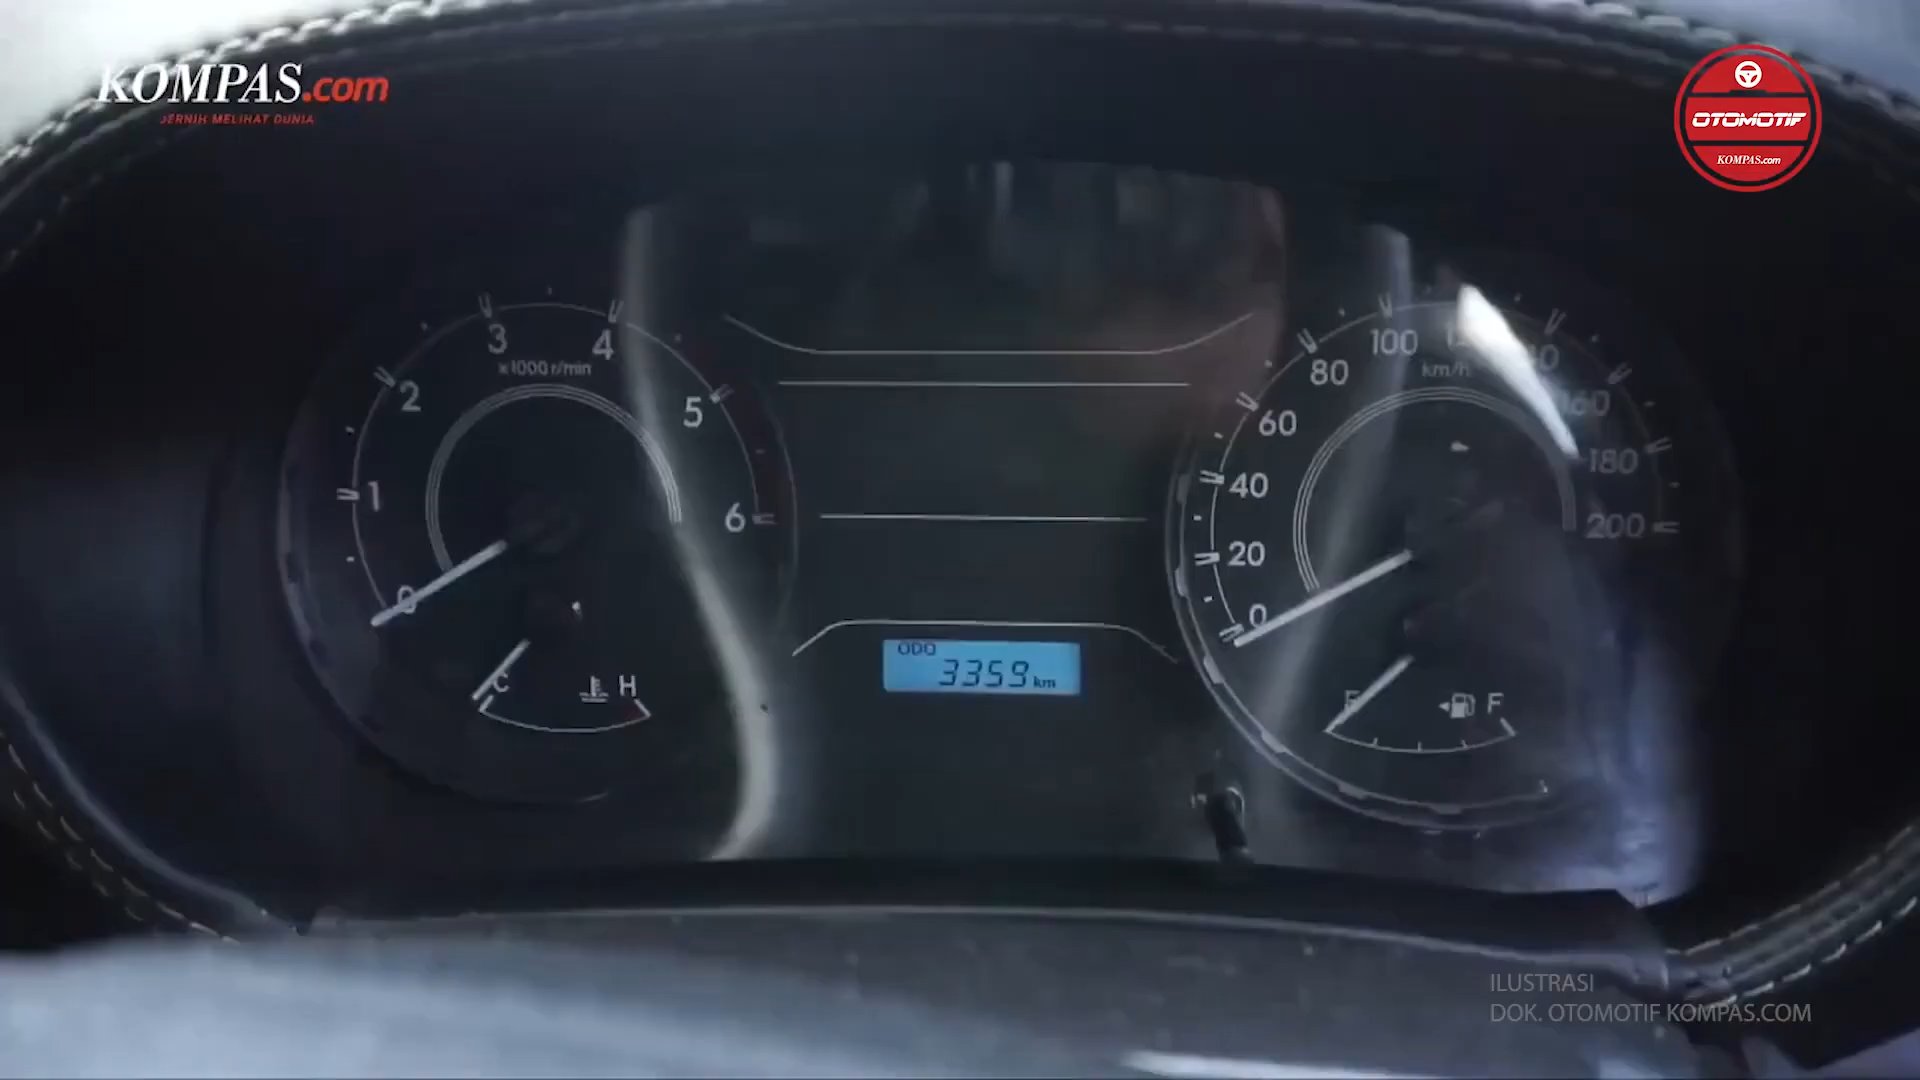 KOMPAS.com
JERNIH MELIHAT DUNIA
OTOMOTIF
KOMPAS.com
0 1 2 3 4 5 6
x1000 r/min
C H
ODO
3359 km
0 20 40 60 80 100 160 180 200
km/h
E F
ILUSTRASI
DOK. OTOMOTIF KOMPAS.COM